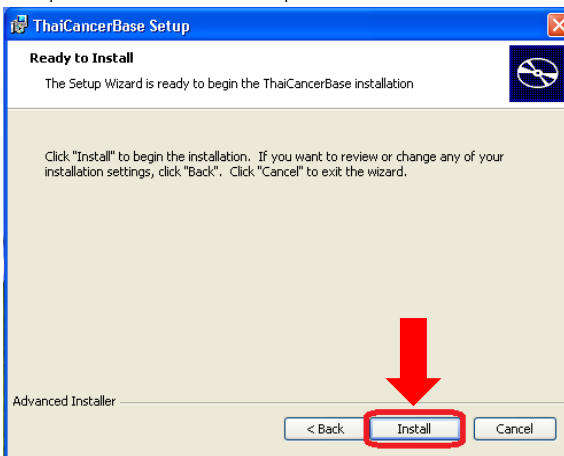 ThaiCancerBase Setup
Ready to Install
The Setup Wizard is ready to begin the ThaiCancerBase installation
Click "Install" to begin the installation. If you want to review or change any of your
installation settings, click "Back". Click "Cancel" to exit the wizard.
Advanced Installer
< Back Install Cancel